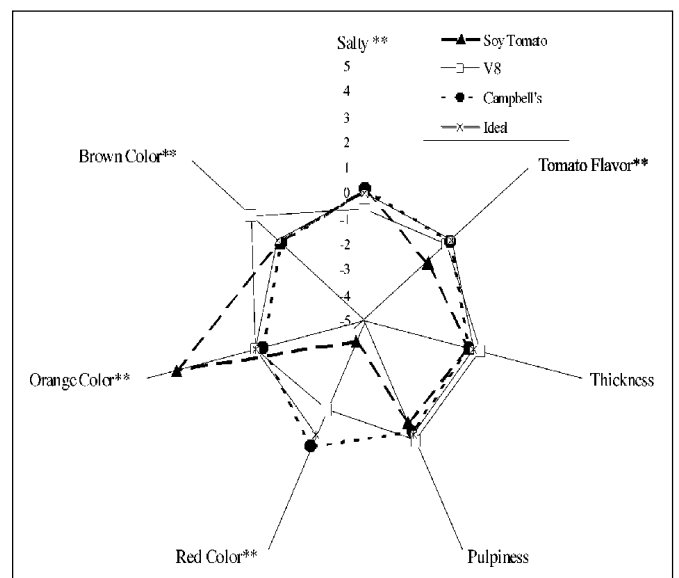 Salty **
Soy Tomato
V8
Campbell's
Ideal
5
4
3
2
1
0
-1
-2
-3
-4
-5
Brown Color**
Tomato Flavor**
Orange Color**
Thickness
Red Color**
Pulpiness